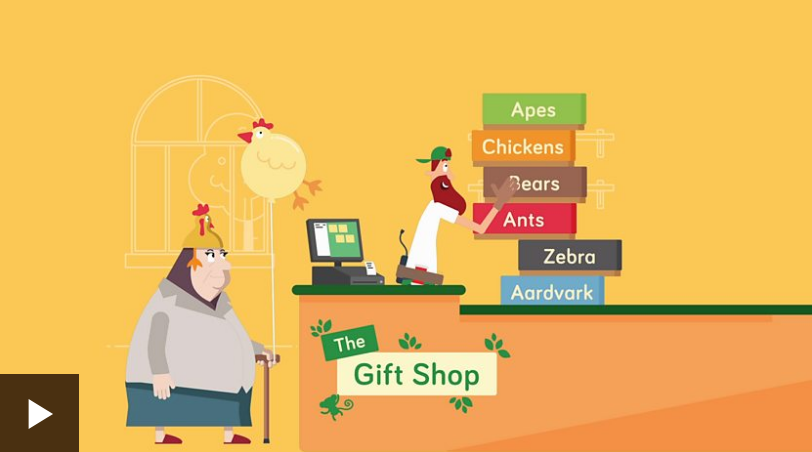 Apes
Chickens
Bears
Ants
Zebra
Aardvark
The
Gift Shop